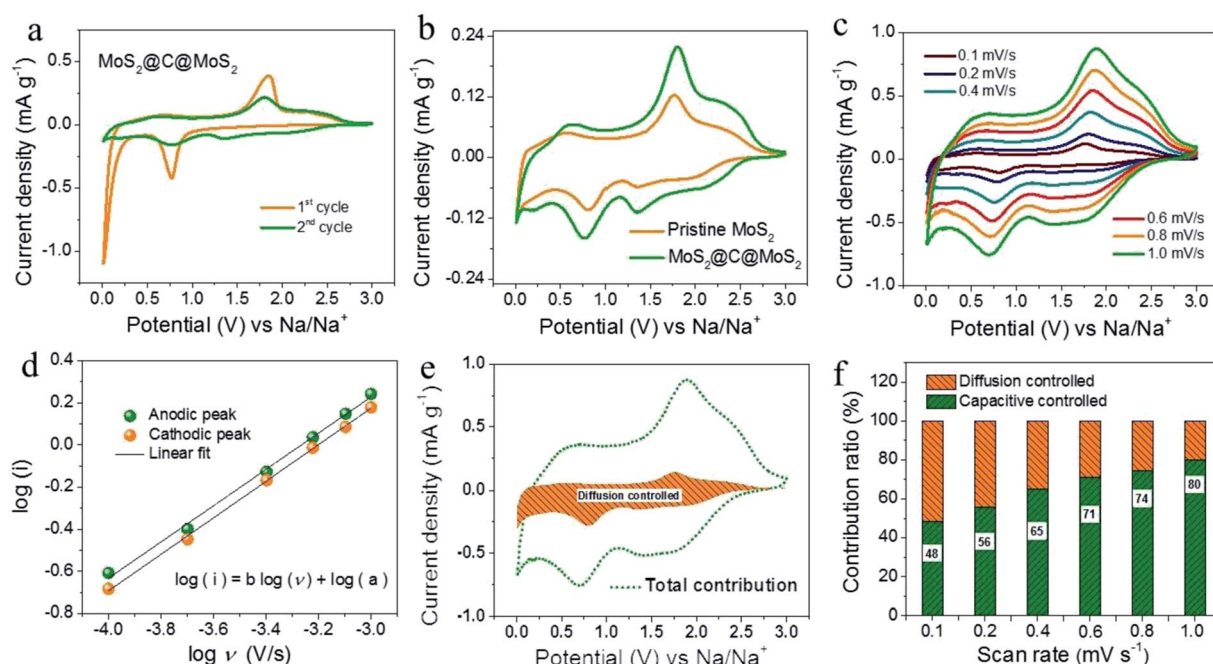 a
MoS2@C@MoS2
Current density (mA g-1)
0.5
0.0
-0.5
-1.0
1st cycle
2nd cycle
0.0 0.5 1.0 1.5 2.0 2.5 3.0
Potential (V) vs Na/Na+
b
Current density (mA g-1)
0.24
0.12
0.00
-0.12
-0.24
Pristine MoS2
MoS2@C@MoS2
0.0 0.5 1.0 1.5 2.0 2.5 3.0
Potential (V) vs Na/Na+
c
Current density (mA g-1)
1.0
0.5
0.0
-0.5
-1.0
0.1 mV/s
0.2 mV/s
0.4 mV/s
0.6 mV/s
0.8 mV/s
1.0 mV/s
0.0 0.5 1.0 1.5 2.0 2.5 3.0
Potential (V) vs Na/Na+
d
log (i)
0.4
0.2
0.0
-0.2
-0.4
-0.6
-0.8
Anodic peak
Cathodic peak
Linear fit
log ( i ) = b log ( ν ) + log ( a )
-4.0 -3.8 -3.6 -3.4 -3.2 -3.0
log ν (V/s)
e
Current density (mA g-1)
1.0
0.5
0.0
-0.5
-1.0
Diffusion controlled
Total contribution
0.0 0.5 1.0 1.5 2.0 2.5 3.0
Potential (V) vs Na/Na+
f
Contribution ratio (%)
120
100
80
60
40
20
0
Diffusion controlled
Capacitive controlled
48 56 65 71 74 80
0.1 0.2 0.4 0.6 0.8 1.0
Scan rate (mV s-1)